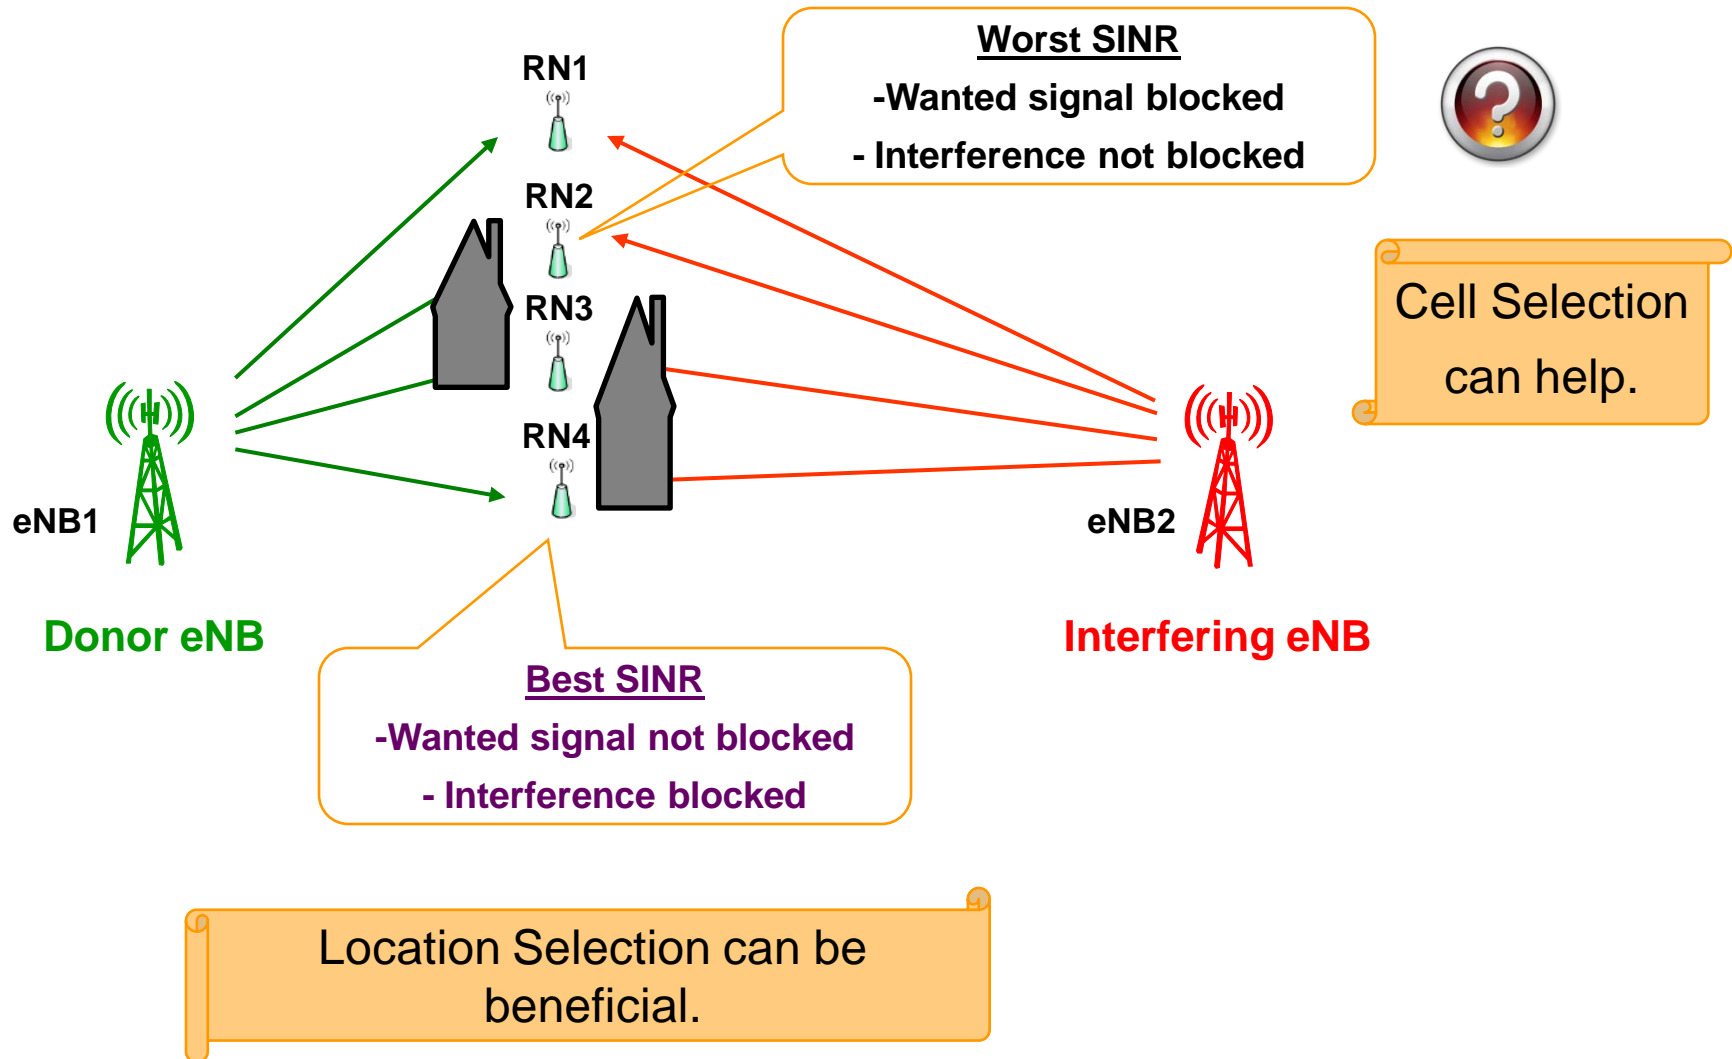 RN1
Worst SINR
-Wanted signal blocked
- Interference not blocked
?
RN2
RN3
Cell Selection
can help.
RN4
eNB1
eNB2
Donor eNB
Interfering eNB
Best SINR
-Wanted signal not blocked
- Interference blocked
Location Selection can be
beneficial.